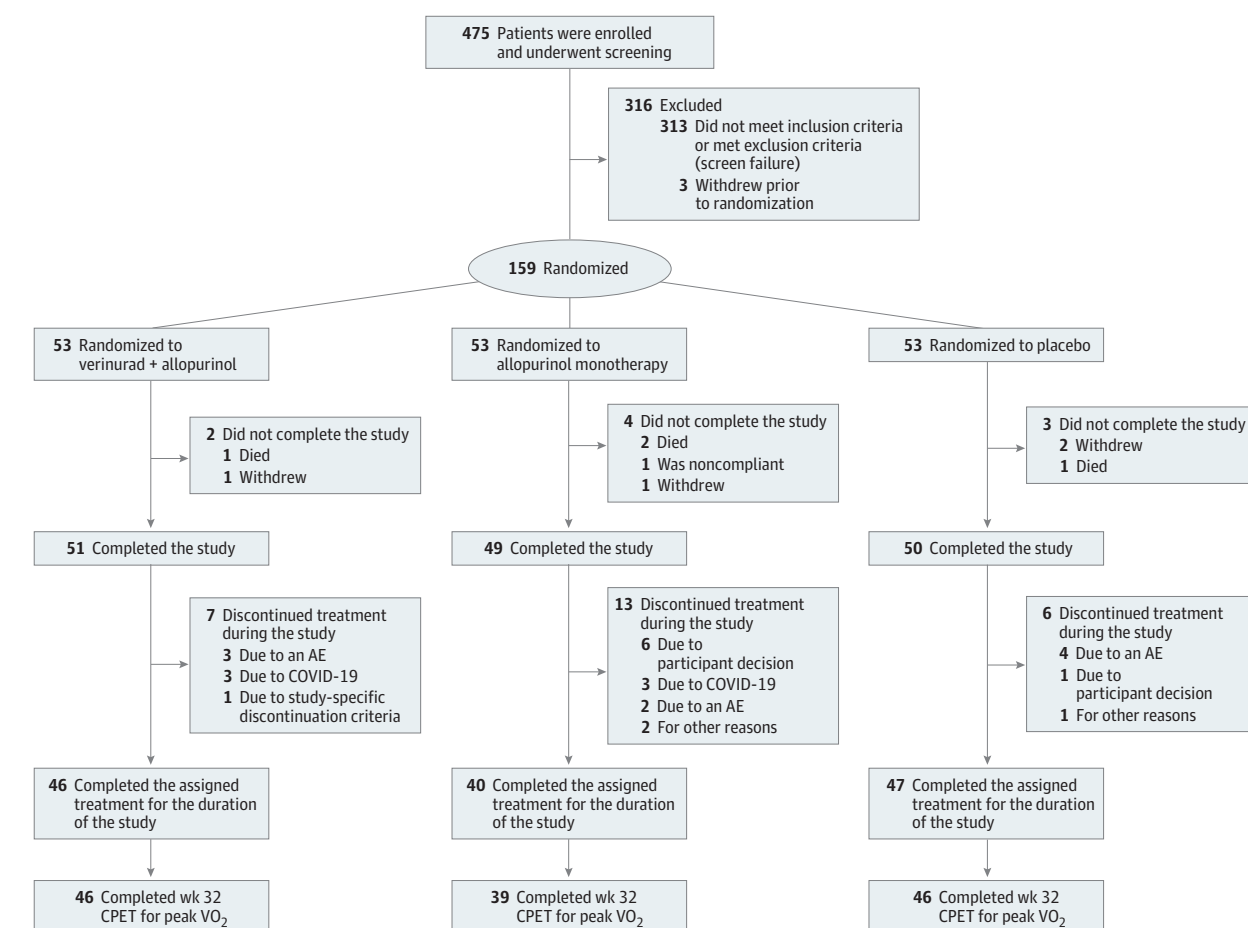 475 Patients were enrolled
and underwent screening
316 Excluded
313 Did not meet inclusion criteria
or met exclusion criteria
(screen failure)
3 Withdrew prior
to randomization
159 Randomized
53 Randomized to
verinurad + allopurinol
53 Randomized to
allopurinol monotherapy
53 Randomized to placebo
2 Did not complete the study
1 Died
1 Withdrew
4 Did not complete the study
2 Died
1 Was noncompliant
1 Withdrew
3 Did not complete the study
2 Withdrew
1 Died
51 Completed the study
49 Completed the study
50 Completed the study
7 Discontinued treatment
during the study
3 Due to an AE
3 Due to COVID-19
1 Due to study-specific
discontinuation criteria
13 Discontinued treatment
during the study
6 Due to
participant decision
3 Due to COVID-19
2 Due to an AE
2 For other reasons
6 Discontinued treatment
during the study
4 Due to an AE
1 Due to
participant decision
1 For other reasons
46 Completed the assigned
treatment for the duration
of the study
40 Completed the assigned
treatment for the duration
of the study
47 Completed the assigned
treatment for the duration
of the study
46 Completed wk 32
CPET for peak VO2
39 Completed wk 32
CPET for peak VO2
46 Completed wk 32
CPET for peak VO2